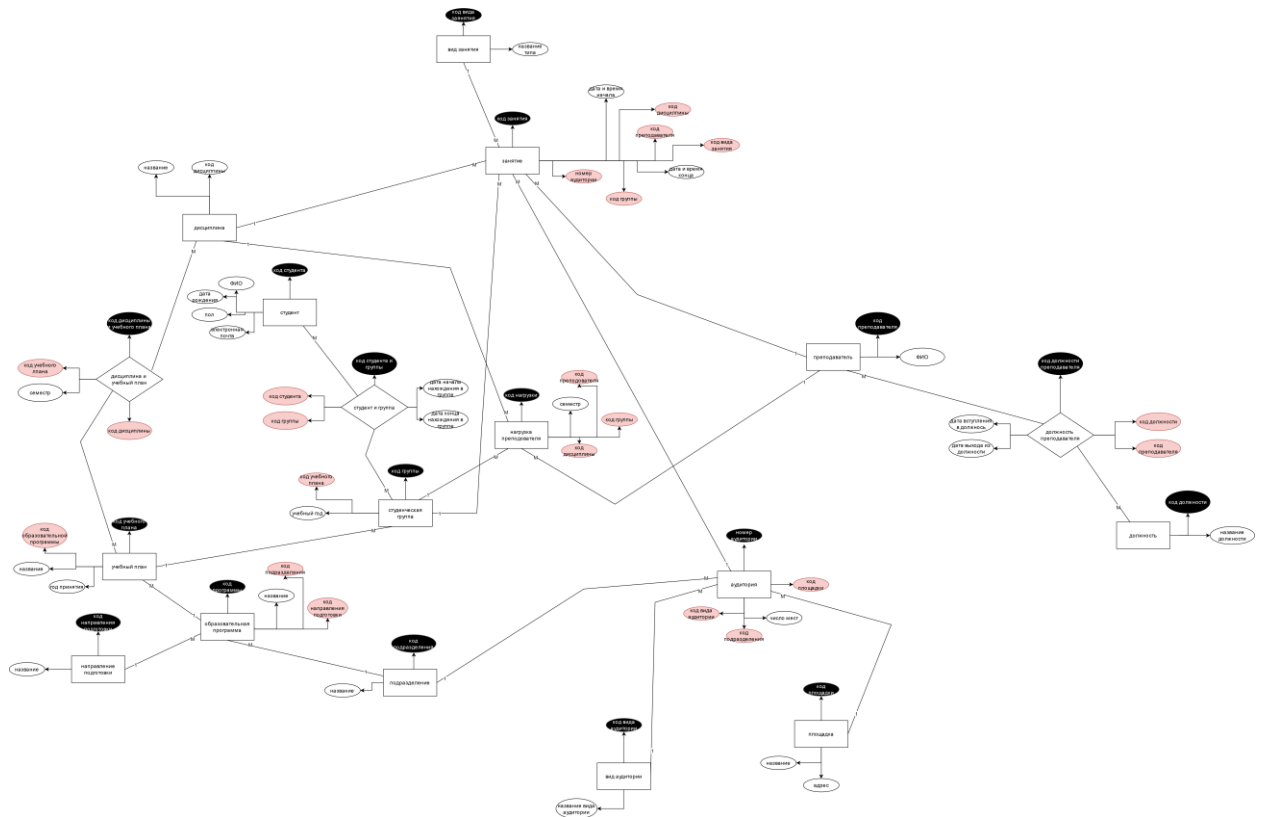 код вида
занятия
вид занятия
название
типа
дата и время
начала
код
дисциплины
код занятия
код
преподавателя
код вида
занятия
занятие
дата и время
конца
номер
аудитории
код группы
название
код
дисциплины
дисциплина
код студента
ФИО
дата
рождения
пол
электронная
почта
студент
код дисциплины
и учебного плана
код учебного
плана
семестр
дисциплина и
учебный план
код дисциплины
код студента и
группы
код студента
код группы
студент и группа
дата начала
нахождения в
группе
дата конца
нахождения в
группе
код
преподавателя
код нагрузки
семестр
код группы
нагрузка
преподавателя
код
дисциплины
код
преподавателя
преподаватель
ФИО
код должности
преподавателя
дата вступления
в должнось
дата выхода из
должности
должность
преподавателя
код должности
код
преподавателя
код должности
должность
название
должности
код группы
код учебного
плана
учебный год
студенческая
группа
код
образовательной
программы
код учебного
плана
название
год принятия
учебный план
код
подразделения
код
программы
название
код
направления
подготовки
образовательная
программа
код
направления
подготовки
название
направление
подготовки
код
подразделения
название
подразделение
номер
аудитории
аудитория
код
площадки
код вида
аудитории
число мест
код
подразделения
код
площадки
площадка
название
адрес
код вида
аудитории
вид аудитории
название вида
аудитории